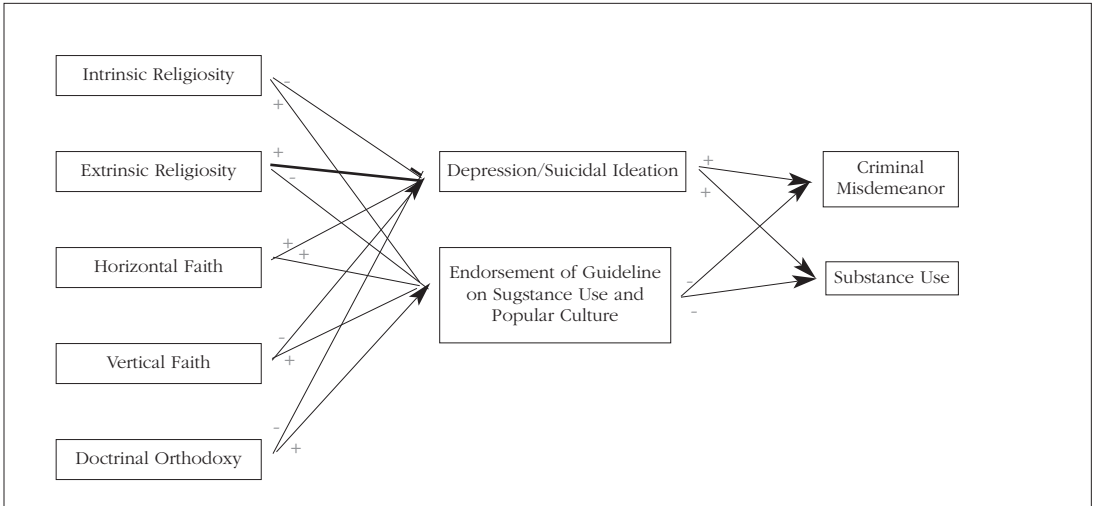 Intrinsic Religiosity
-
+
Extrinsic Religiosity
+
-
Depression/Suicidal Ideation
+
+
Criminal
Misdemeanor
Horizontal Faith
+
+
Endorsement of Guideline
on Sugstance Use and
Popular Culture
-
-
Substance Use
Vertical Faith
-
+
Doctrinal Orthodoxy
-
+